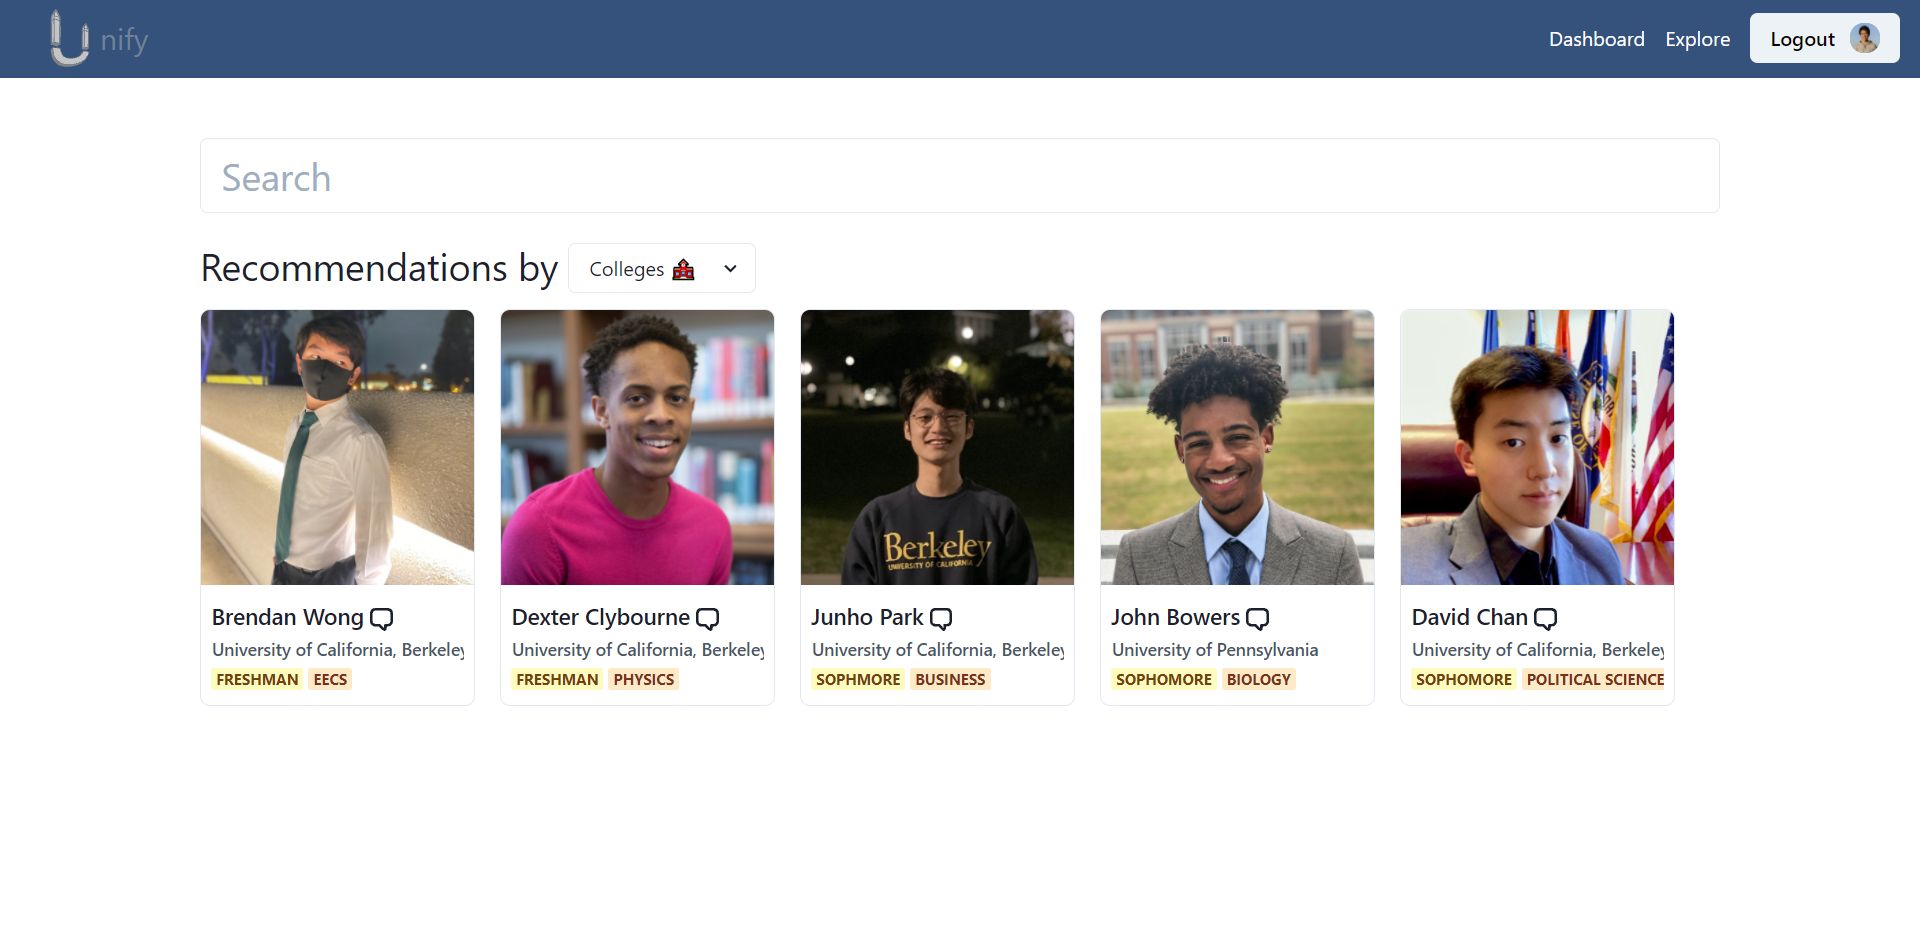 Unify
Dashboard Explore Logout
Search
Recommendations by Colleges
Berkeley
UNIVERSITY OF CALIFORNIA
Brendan Wong
University of California, Berkeley
FRESHMAN EECS
Dexter Clybourne
University of California, Berkeley
FRESHMAN PHYSICS
Junho Park
University of California, Berkeley
SOPHMORE BUSINESS
John Bowers
University of Pennsylvania
SOPHOMORE BIOLOGY
David Chan
University of California, Berkeley
SOPHOMORE POLITICAL SCIENCE